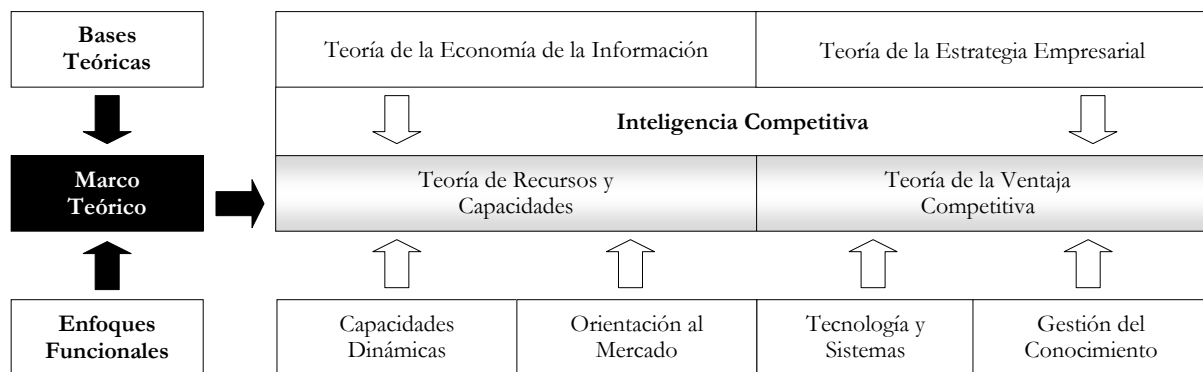 Bases
Teóricas
Teoría de la Economía de la Información
Teoría de la Estrategia Empresarial
Inteligencia Competitiva
Marco
Teórico
Teoría de Recursos y
Capacidades
Teoría de la Ventaja
Competitiva
Enfoques
Funcionales
Capacidades
Dinámicas
Orientación al
Mercado
Tecnología y
Sistemas
Gestión del
Conocimiento